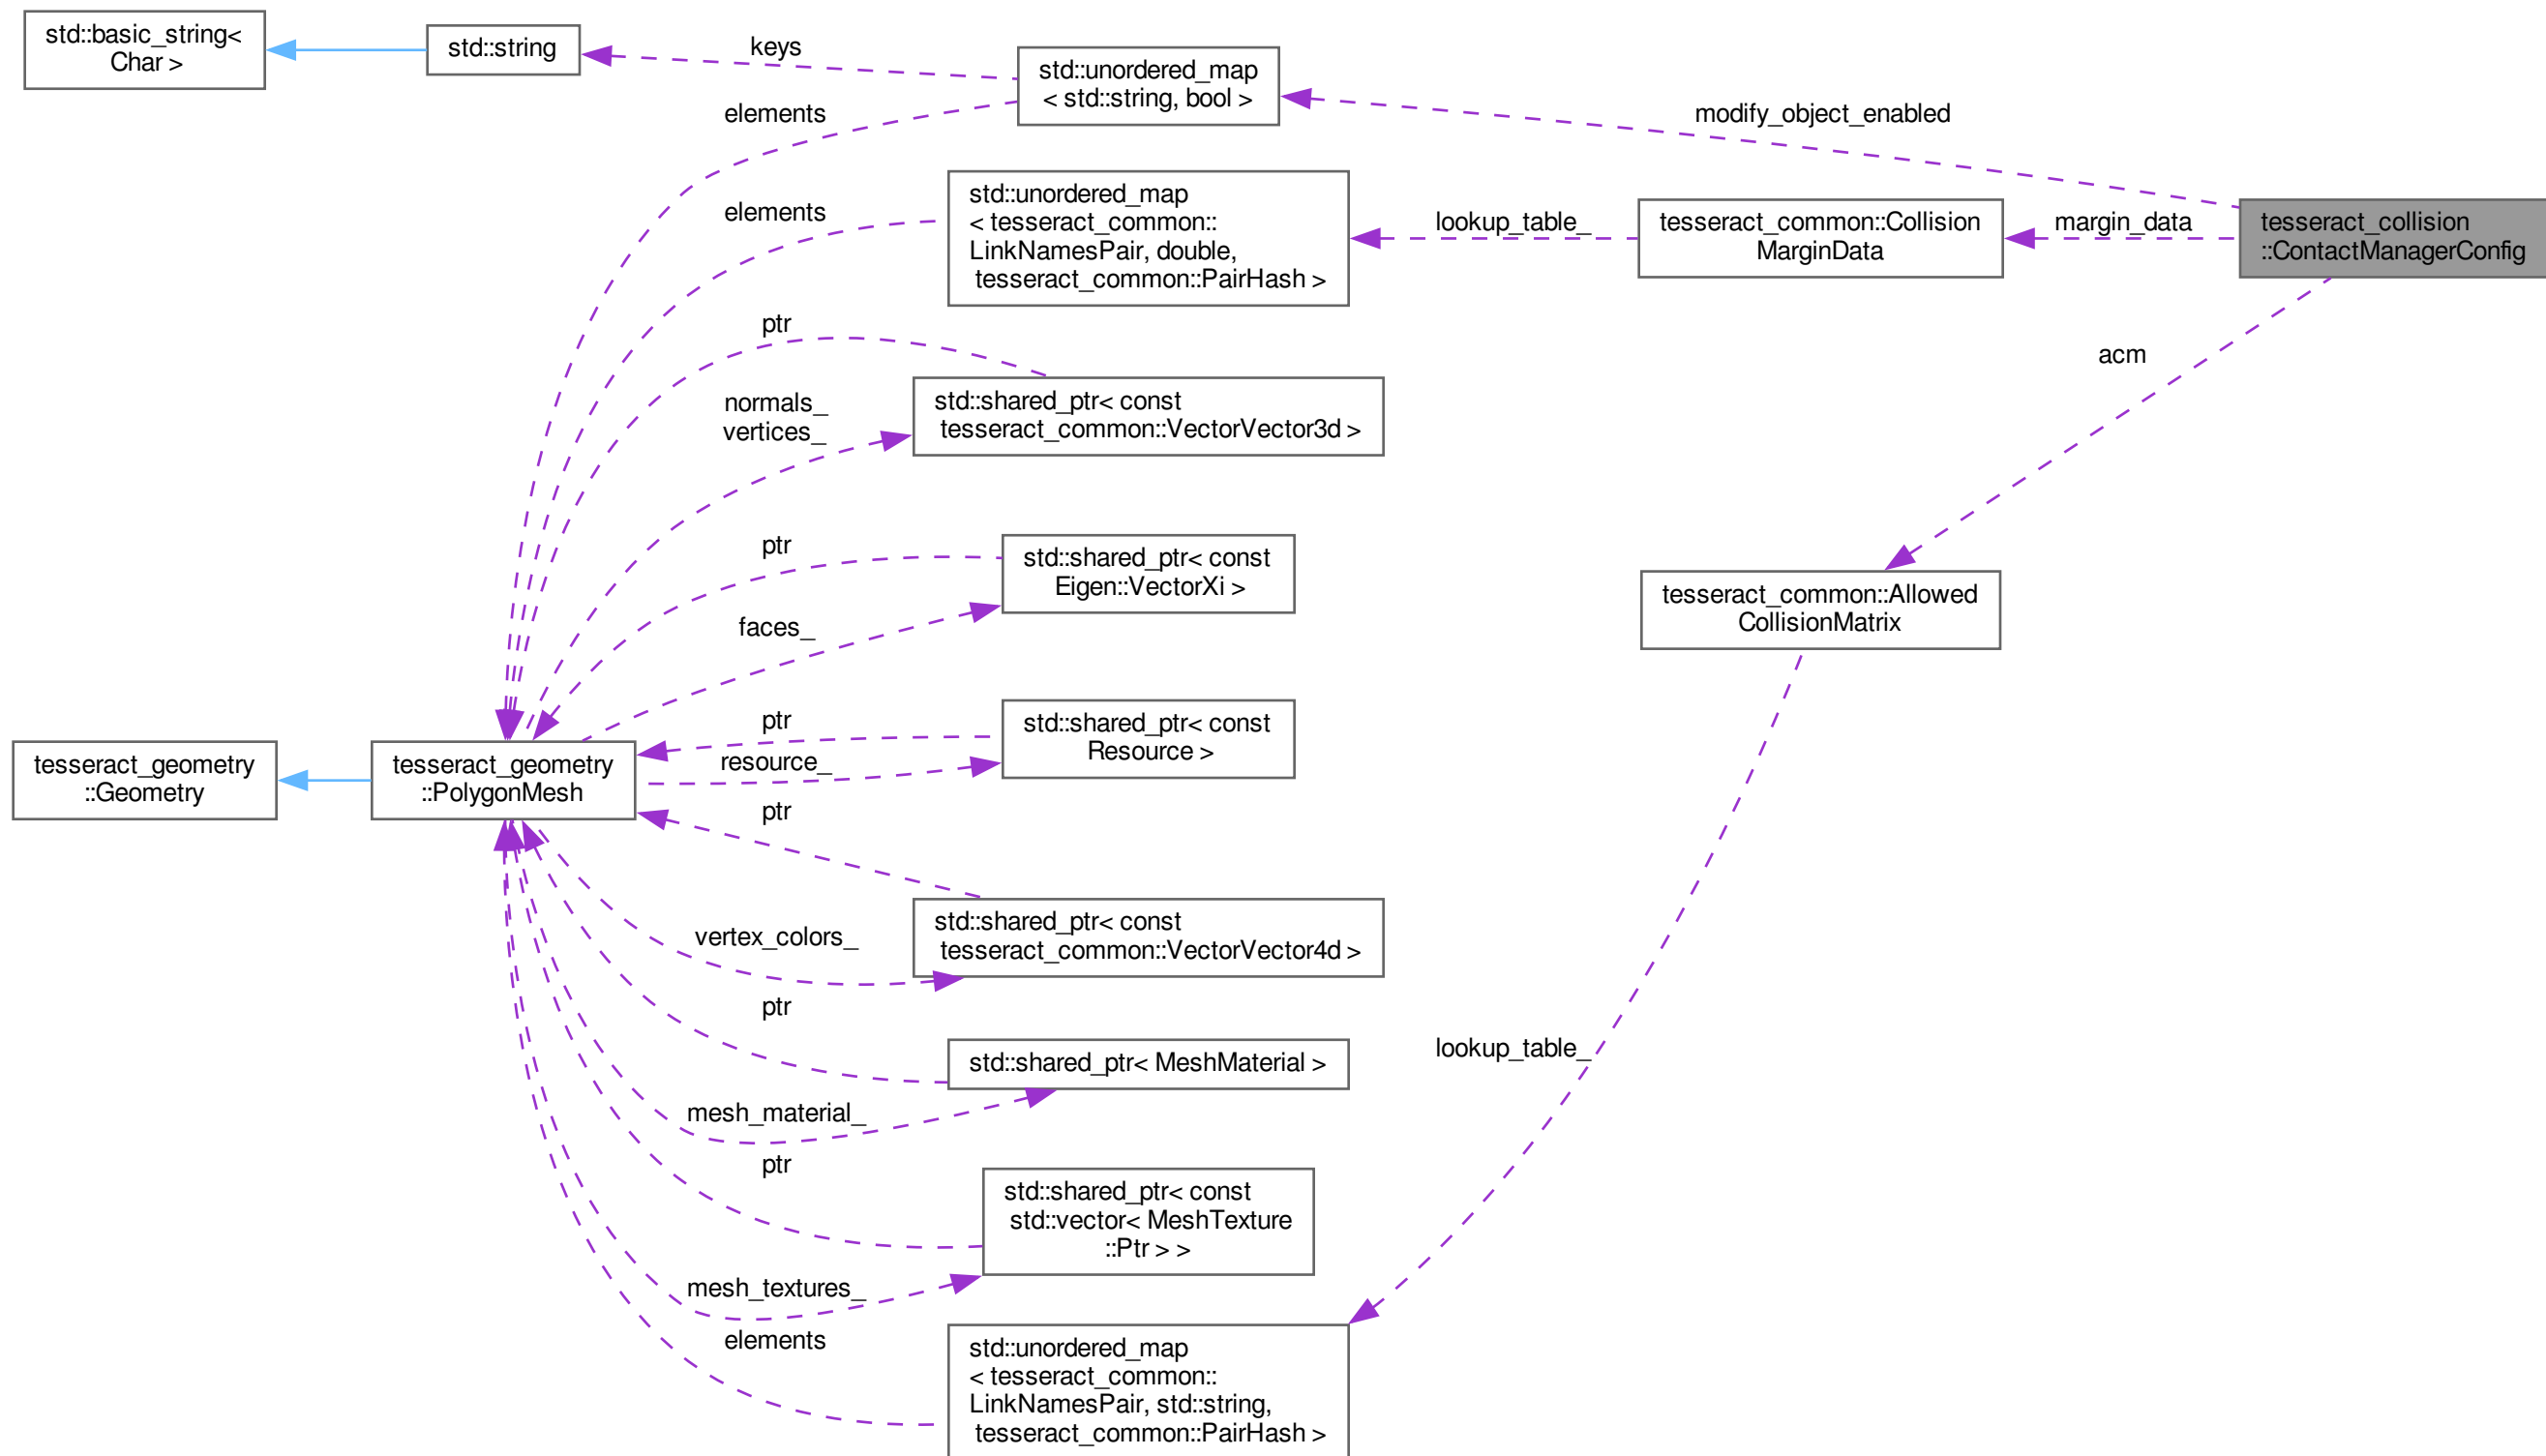 std::basic_string<
Char >
std::string
keys
std::unordered_map
< std::string, bool >
modify_object_enabled
elements
std::unordered_map
< tesseract_common::
LinkNamesPair, double,
tesseract_common::PairHash >
elements
lookup_table_
tesseract_common::Collision
MarginData
margin_data
tesseract_collision
::ContactManagerConfig
ptr
acm
std::shared_ptr< const
tesseract_common::VectorVector3d >
normals_
vertices_
ptr
std::shared_ptr< const
Eigen::VectorXi >
faces_
tesseract_common::Allowed
CollisionMatrix
ptr
std::shared_ptr< const
Resource >
resource_
tesseract_geometry
::Geometry
tesseract_geometry
::PolygonMesh
ptr
std::shared_ptr< const
tesseract_common::VectorVector4d >
vertex_colors_
ptr
std::shared_ptr< MeshMaterial >
lookup_table_
mesh_material_
ptr
std::shared_ptr< const
std::vector< MeshTexture
::Ptr > >
mesh_textures_
elements
std::unordered_map
< tesseract_common::
LinkNamesPair, std::string,
tesseract_common::PairHash >